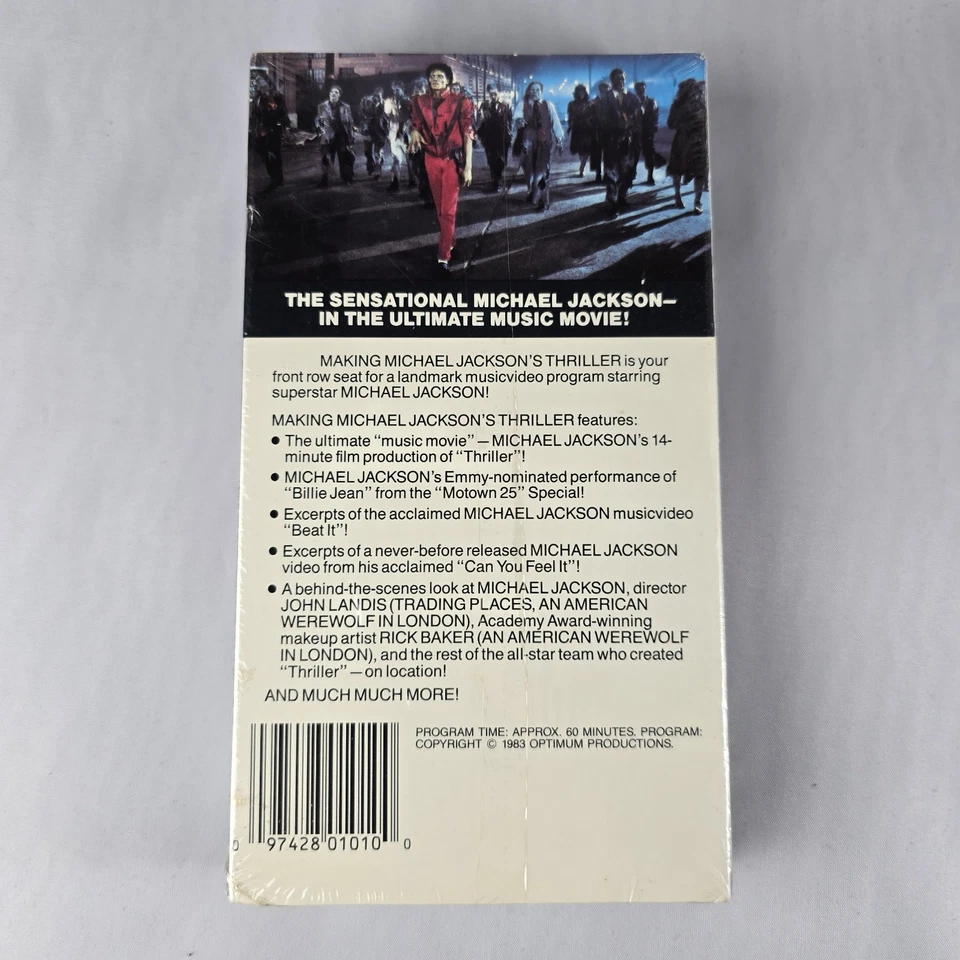 THE SENSATIONAL MICHAEL JACKSON—
IN THE ULTIMATE MUSIC MOVIE!
MAKING MICHAEL JACKSON'S THRILLER is your
front row seat for a landmark musicvideo program starring
superstar MICHAEL JACKSON!
MAKING MICHAEL JACKSON'S THRILLER features:
● The ultimate "music movie" — MICHAEL JACKSON's 14-
minute film production of "Thriller"!
● MICHAEL JACKSON's Emmy-nominated performance of
"Billie Jean" from the "Motown 25" Special!
● Excerpts of the acclaimed MICHAEL JACKSON musicvideo
"Beat It"!
● Excerpts of a never-before released MICHAEL JACKSON
video from his acclaimed "Can You Feel It"!
● A behind-the-scenes look at MICHAEL JACKSON, director
JOHN LANDIS (TRADING PLACES, AN AMERICAN
WEREWOLF IN LONDON), Academy Award-winning
makeup artist RICK BAKER (AN AMERICAN WEREWOLF
IN LONDON), and the rest of the all-star team who created
"Thriller" — on location!
AND MUCH MUCH MORE!
PROGRAM TIME: APPROX. 60 MINUTES. PROGRAM:
COPYRIGHT © 1983 OPTIMUM PRODUCTIONS.
0 97428 01010 0